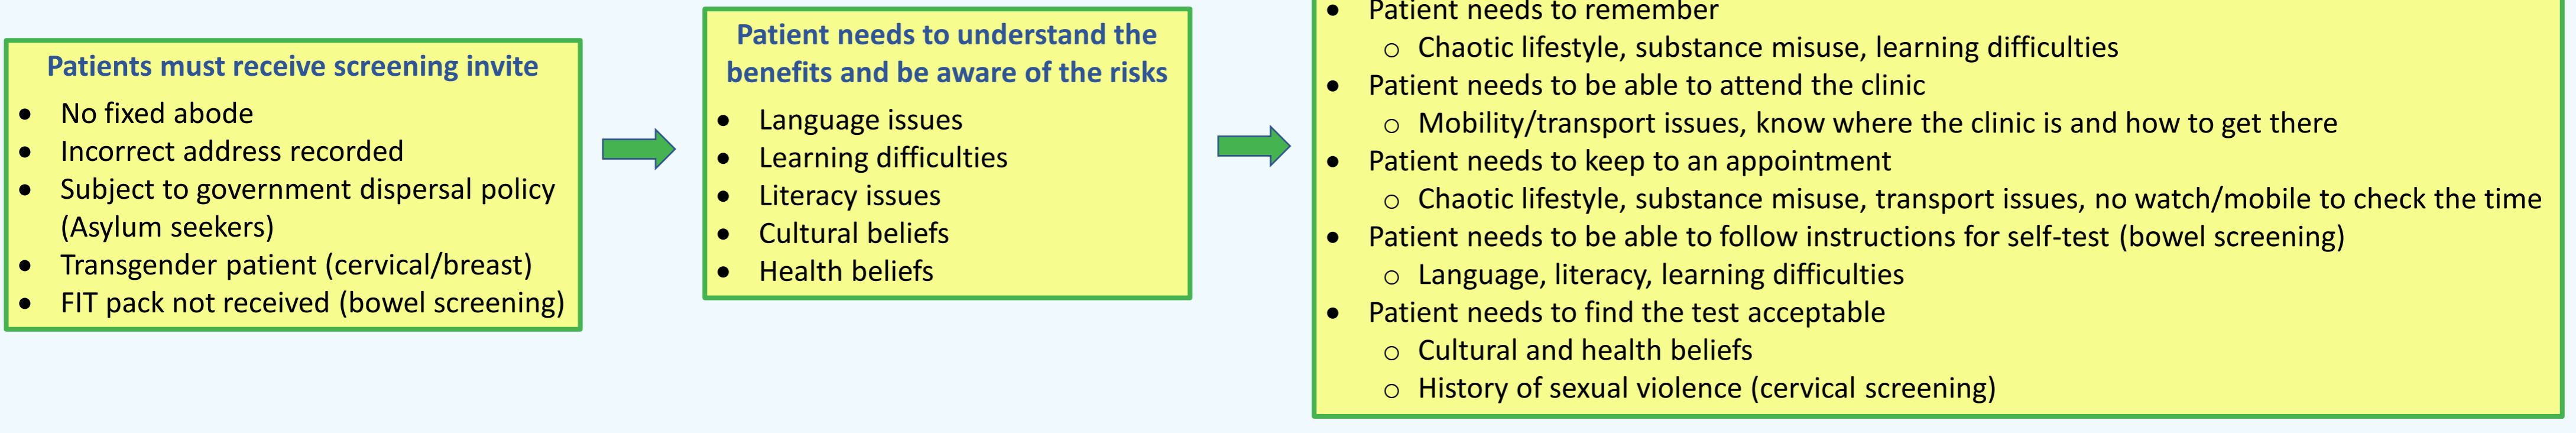 Patients must receive screening invite
• No fixed abode
• Incorrect address recorded
• Subject to government dispersal policy
(Asylum seekers)
• Transgender patient (cervical/breast)
• FIT pack not received (bowel screening)
Patient needs to understand the
benefits and be aware of the risks
• Language issues
• Learning difficulties
• Literacy issues
• Cultural beliefs
• Health beliefs
• Patient needs to remember
o Chaotic lifestyle, substance misuse, learning difficulties
• Patient needs to be able to attend the clinic
o Mobility/transport issues, know where the clinic is and how to get there
• Patient needs to keep to an appointment
o Chaotic lifestyle, substance misuse, transport issues, no watch/mobile to check the time
• Patient needs to be able to follow instructions for self-test (bowel screening)
o Language, literacy, learning difficulties
• Patient needs to find the test acceptable
o Cultural and health beliefs
o History of sexual violence (cervical screening)